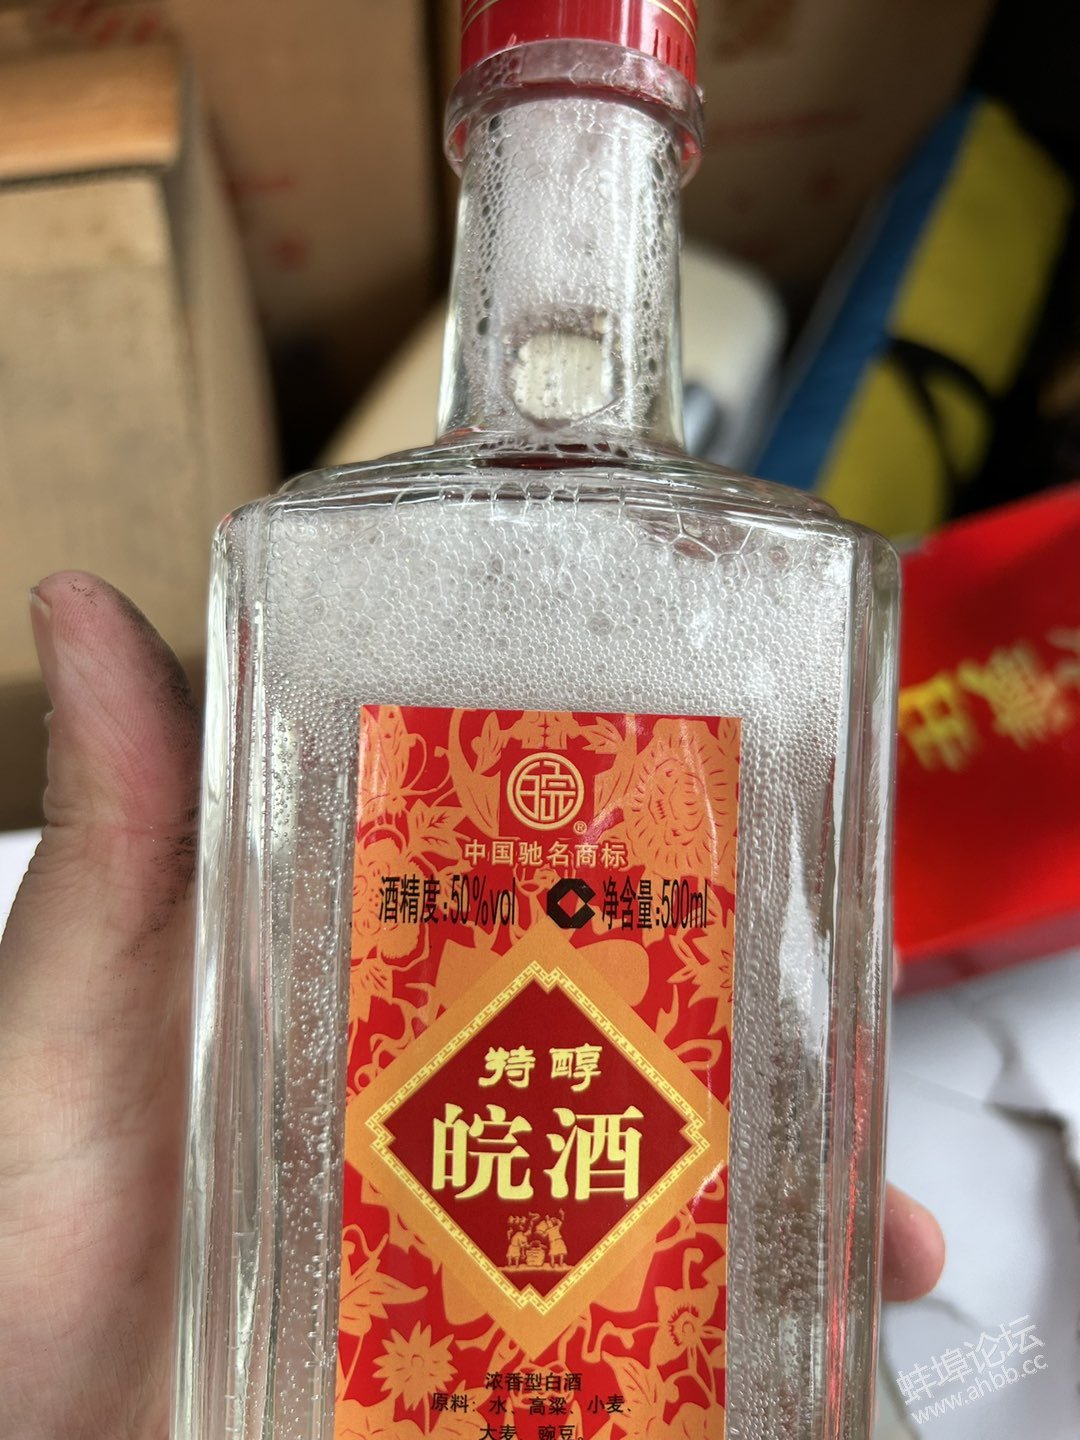 皖
®
中国驰名商标
酒精度:50%vol
净含量:500ml
特醇
皖酒
浓香型白酒
原料：水、高粱、小麦、
大麦、豌豆。
蚌埠论坛
www.ahbb.cc